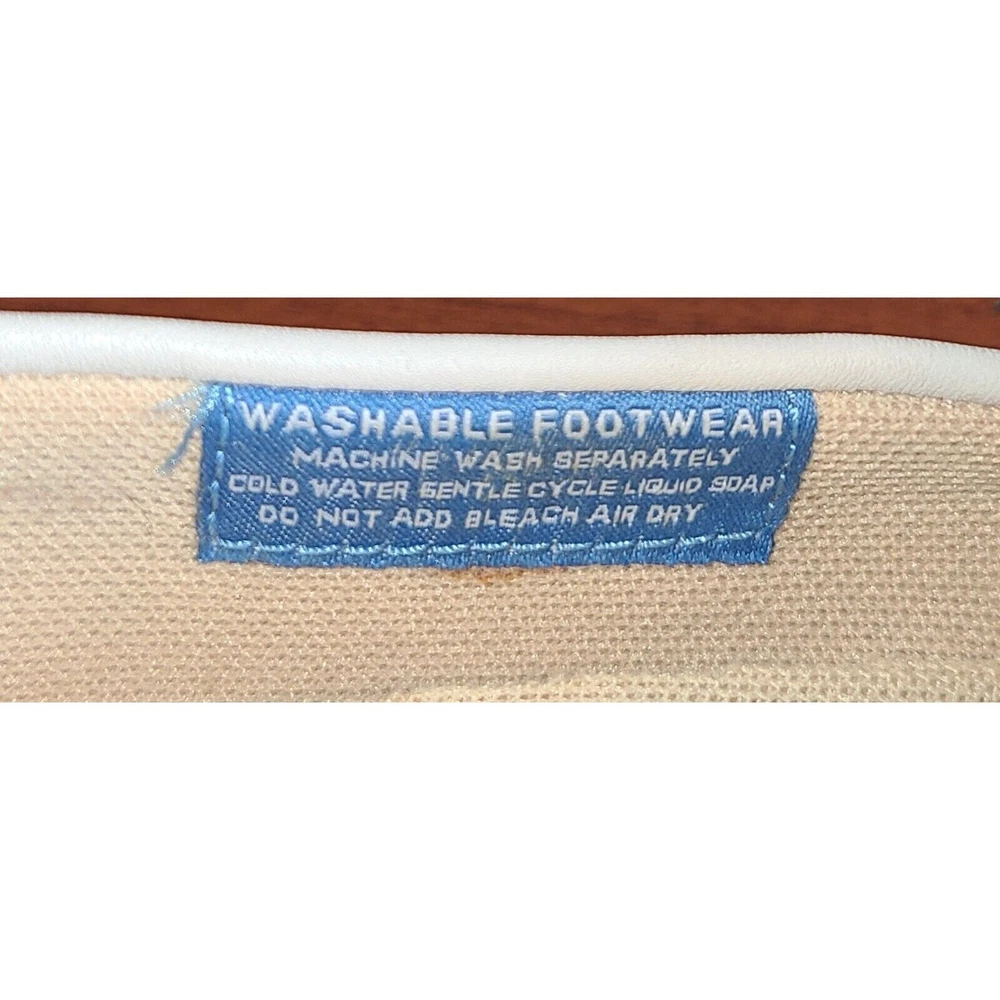 WASHABLE FOOTWEAR
MACHINE WASH SEPARATELY
COLD WATER GENTLE CYCLE LIQUID SOAP
DO NOT ADD BLEACH AIR DRY